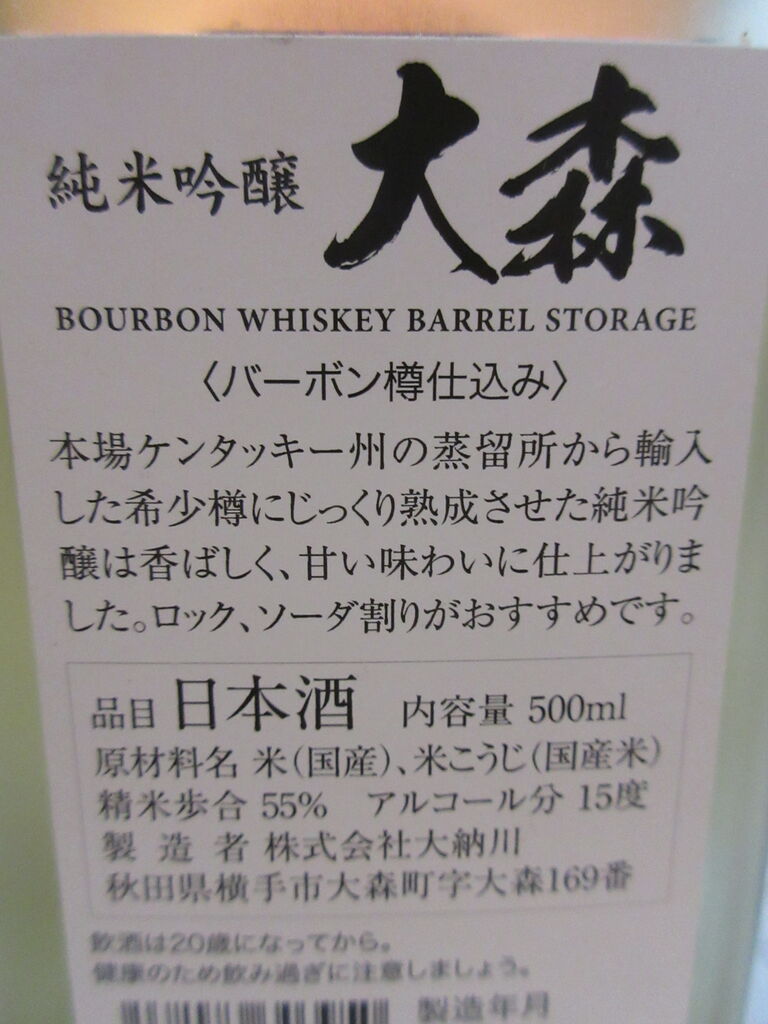 純米吟醸 大森
BOURBON WHISKEY BARREL STORAGE
〈バーボン樽仕込み〉
本場ケンタッキー州の蒸留所から輸入
した希少樽にじっくり熟成させた純米吟
醸は香ばしく、甘い味わいに仕上がりま
した。ロック、ソーダ割りがおすすめです。
品目 日本酒 内容量 500ml
原材料名 米(国産)、米こうじ(国産米)
精米歩合 55% アルコール分 15度
製造者 株式会社大納川
秋田県横手市大森町字大森169番
飲酒は20歳になってから。
健康のため飲み過ぎに注意しましょう。
製造年月